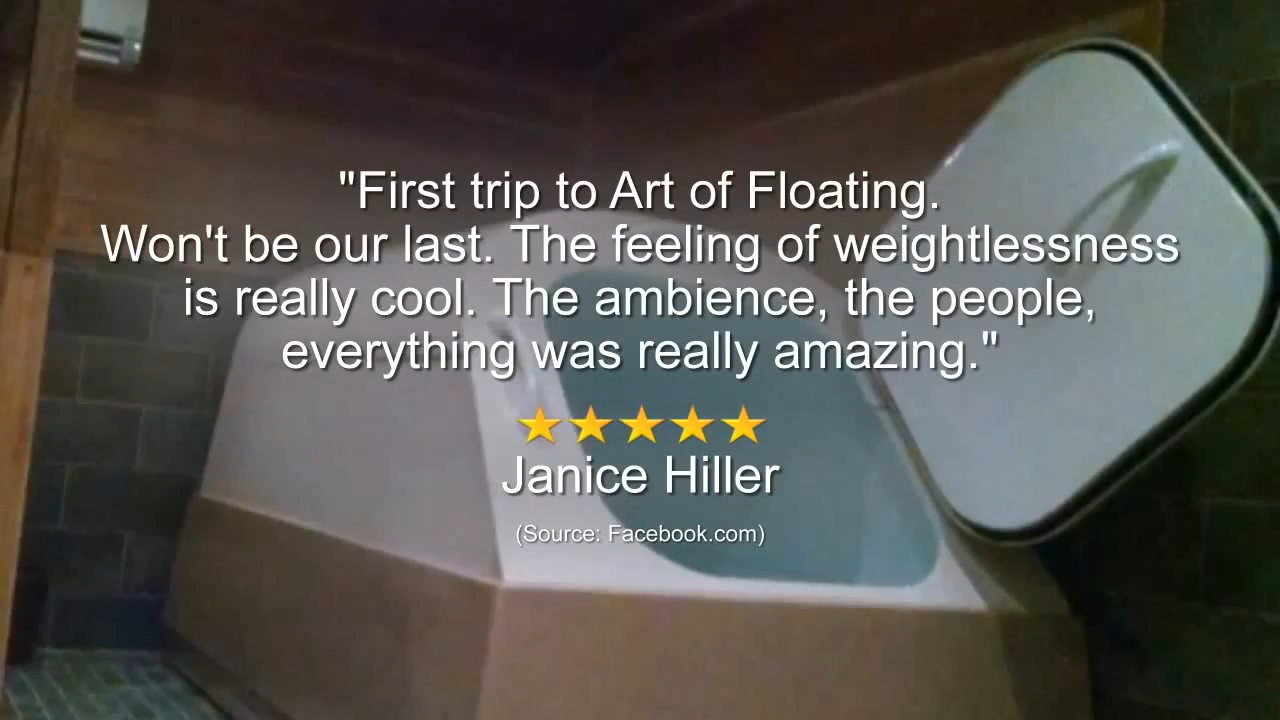 "First trip to Art of Floating.
Won't be our last. The feeling of weightlessness
is really cool. The ambience, the people,
everything was really amazing."
Janice Hiller
(Source: Facebook.com)